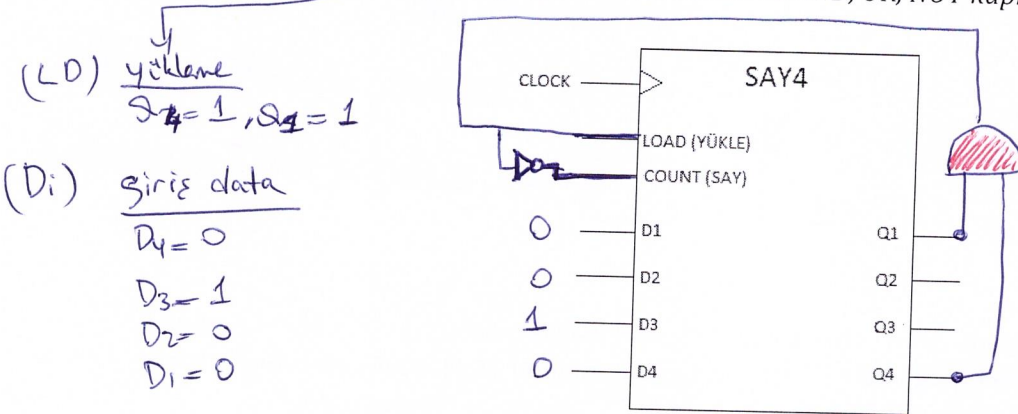 NOT
(LD) yükleme
Q4 = 1, Q1 = 1
(Di) giriş data
D4 = 0
D3 = 1
D2 = 0
D1 = 0
SAY4
CLOCK
LOAD (YÜKLE)
COUNT (SAY)
0 D1 Q1
0 D2 Q2
1 D3 Q3
0 D4 Q4